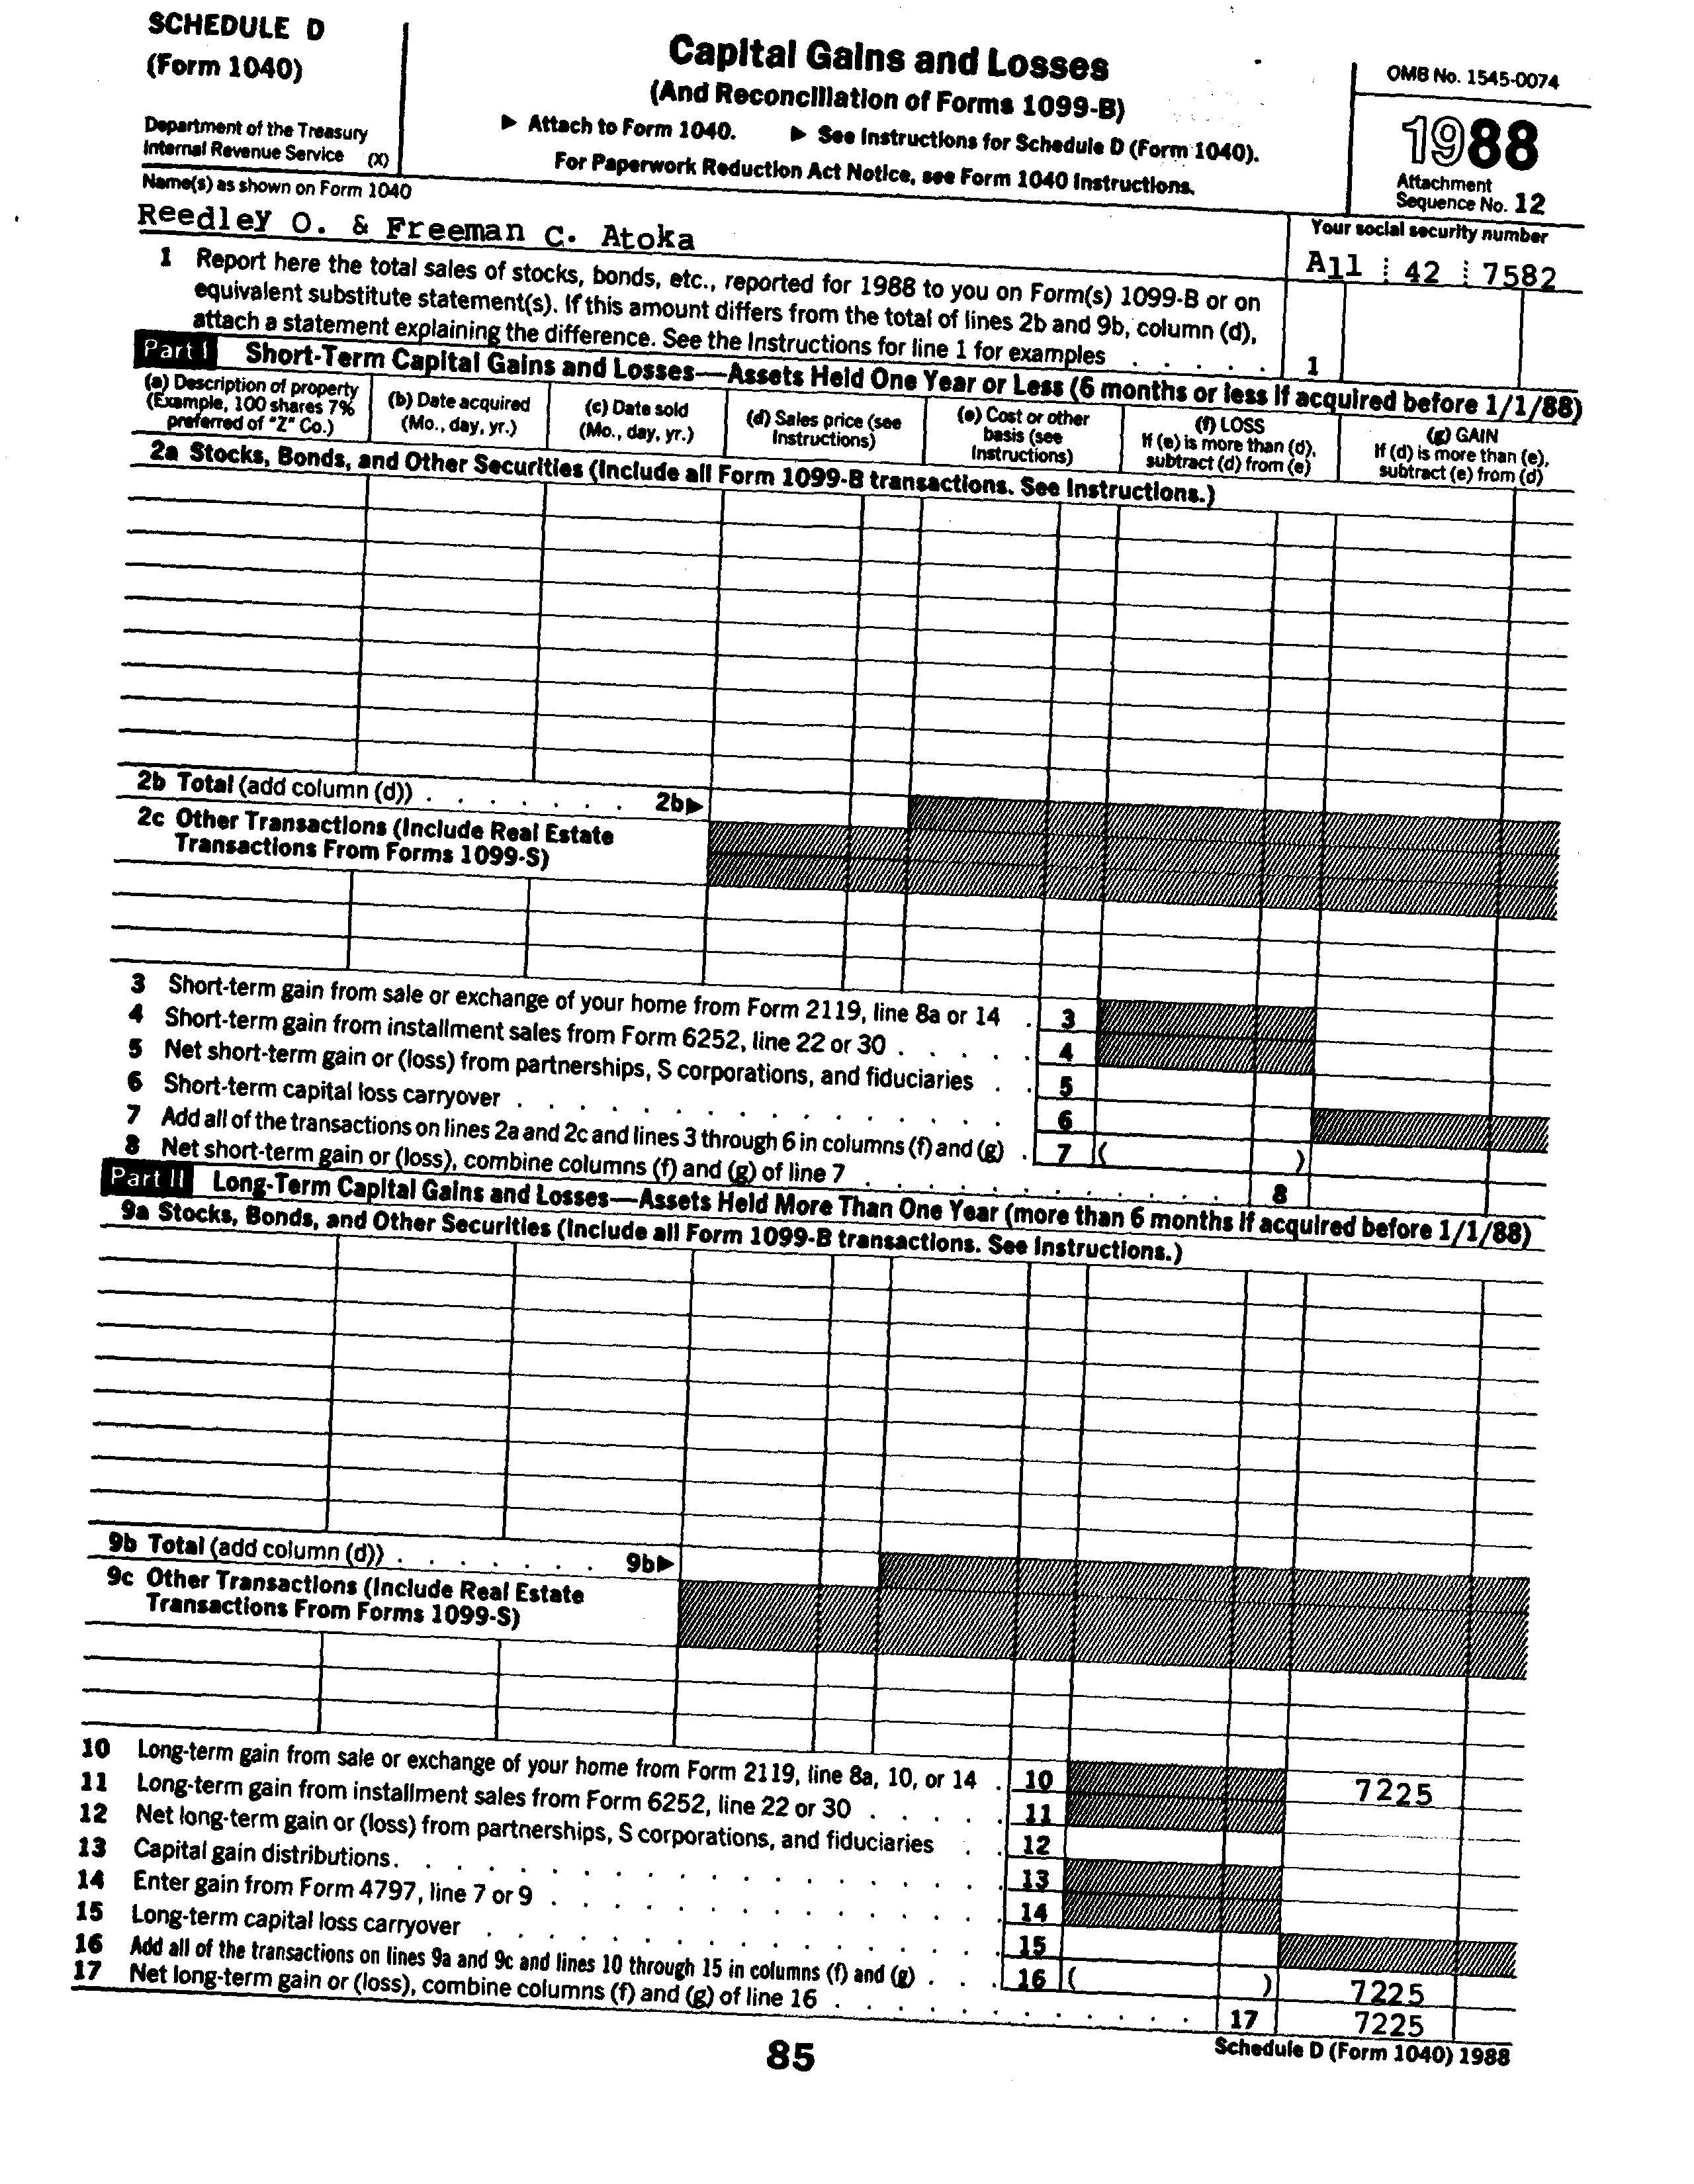 SCHEDULE D
(Form 1040)
Department of the Treasury
Internal Revenue Service (X)
Capital Gains and Losses
(And Reconciliation of Forms 1099-B)
▶ Attach to Form 1040. ▶ See Instructions for Schedule D (Form 1040).
For Paperwork Reduction Act Notice, see Form 1040 Instructions.
OMB No. 1545-0074
1988
Attachment
Sequence No. 12
Name(s) as shown on Form 1040
Reedley O. & Freeman C. Atoka
Your social security number
All 42 7582
1 Report here the total sales of stocks, bonds, etc., reported for 1988 to you on Form(s) 1099-B or on
equivalent substitute statement(s). If this amount differs from the total of lines 2b and 9b, column (d),
attach a statement explaining the difference. See the Instructions for line 1 for examples . . . . . 1
Part I Short-Term Capital Gains and Losses—Assets Held One Year or Less (6 months or less if acquired before 1/1/88)
(a) Description of property
(Example, 100 shares 7%
preferred of "Z" Co.)
(b) Date acquired
(Mo., day, yr.)
(c) Date sold
(Mo., day, yr.)
(d) Sales price (see
Instructions)
(e) Cost or other
basis (see
Instructions)
(f) LOSS
If (e) is more than (d),
subtract (d) from (e)
(g) GAIN
If (d) is more than (e),
subtract (e) from (d)
2a Stocks, Bonds, and Other Securities (Include all Form 1099-B transactions. See Instructions.)
2b Total (add column (d)) . . . . . . . 2b▶
2c Other Transactions (Include Real Estate
Transactions From Forms 1099-S)
3 Short-term gain from sale or exchange of your home from Form 2119, line 8a or 14 . 3
4 Short-term gain from installment sales from Form 6252, line 22 or 30 . . . . . 4
5 Net short-term gain or (loss) from partnerships, S corporations, and fiduciaries . . 5
6 Short-term capital loss carryover . . . . . . . . . . . . . . . . 6
7 Add all of the transactions on lines 2a and 2c and lines 3 through 6 in columns (f) and (g) . 7 ( )
8 Net short-term gain or (loss), combine columns (f) and (g) of line 7 . . . . . . . . . . . . 8
Part II Long-Term Capital Gains and Losses—Assets Held More Than One Year (more than 6 months if acquired before 1/1/88)
9a Stocks, Bonds, and Other Securities (Include all Form 1099-B transactions. See Instructions.)
9b Total (add column (d)) . . . . . . . 9b▶
9c Other Transactions (Include Real Estate
Transactions From Forms 1099-S)
10 Long-term gain from sale or exchange of your home from Form 2119, line 8a, 10, or 14 . 10 7225
11 Long-term gain from installment sales from Form 6252, line 22 or 30 . . . . . 11
12 Net long-term gain or (loss) from partnerships, S corporations, and fiduciaries . . 12
13 Capital gain distributions. . . . . . . . . . . . . . . . . . . 13
14 Enter gain from Form 4797, line 7 or 9 . . . . . . . . . . . . . . . 14
15 Long-term capital loss carryover . . . . . . . . . . . . . . . . . 15
16 Add all of the transactions on lines 9a and 9c and lines 10 through 15 in columns (f) and (g) . . . 16 ( ) 7225
17 Net long-term gain or (loss), combine columns (f) and (g) of line 16 . . . . . . . . . . . . 17 7225
85
Schedule D (Form 1040) 1988